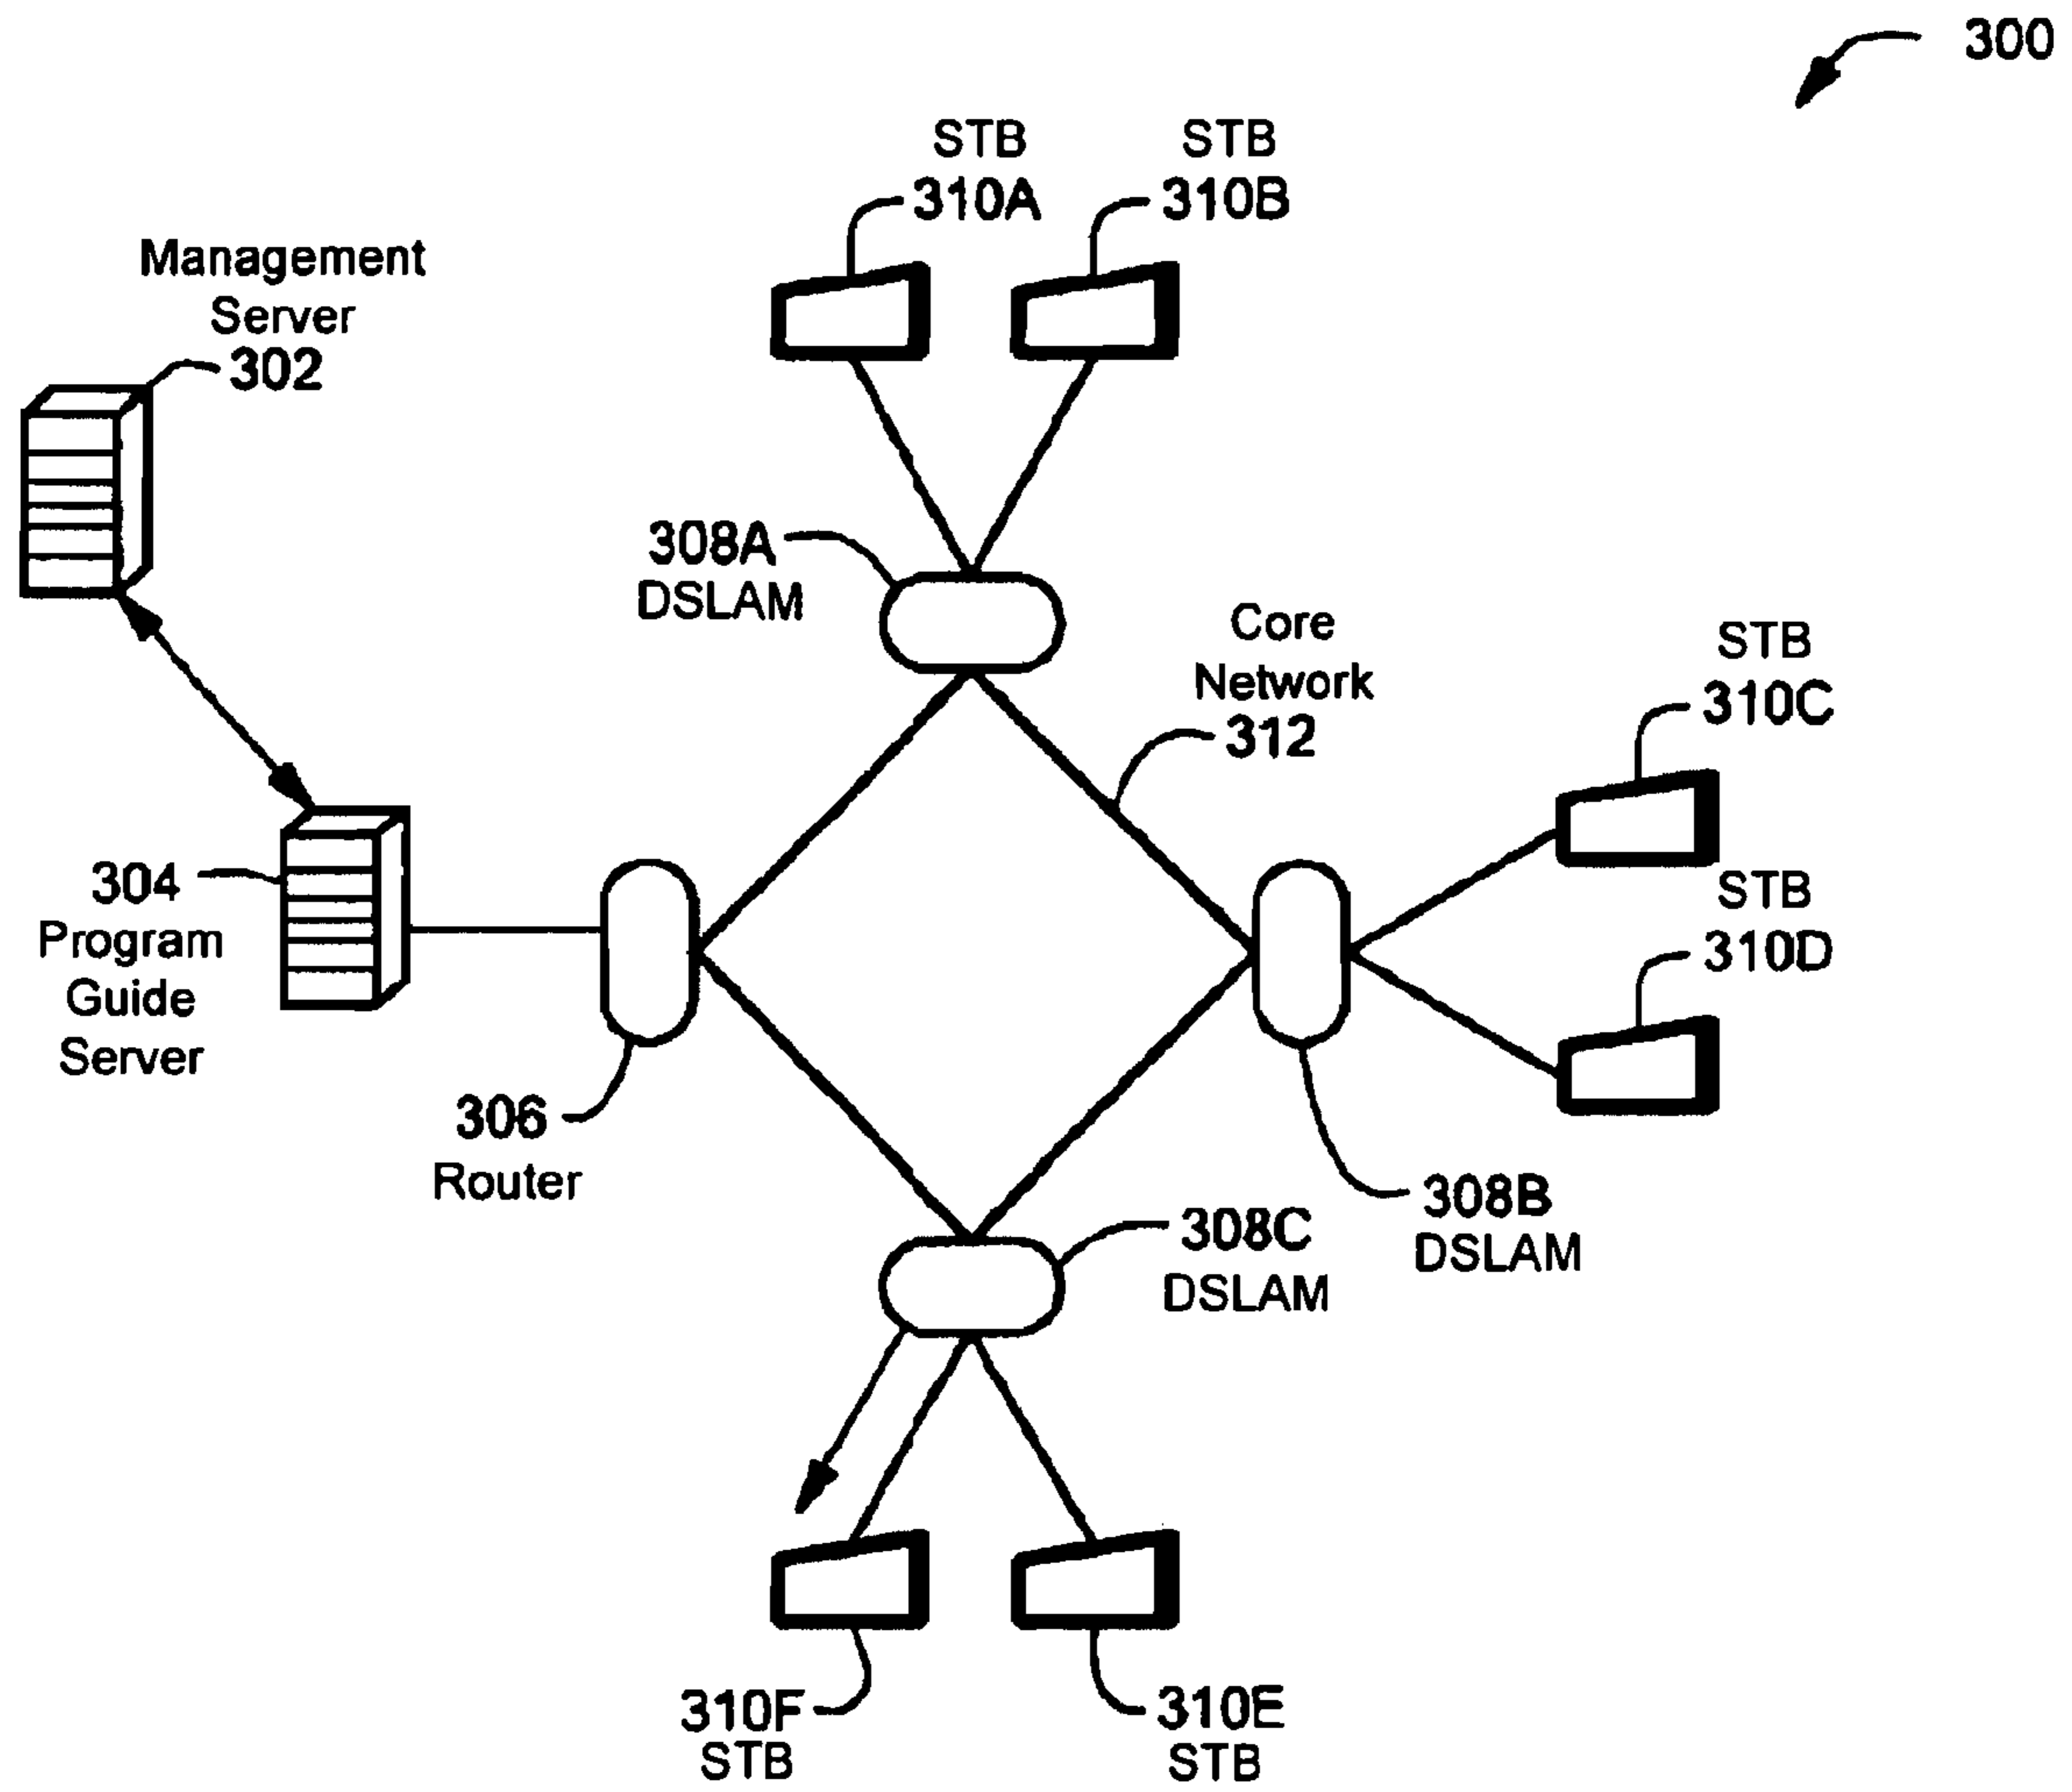 300
STB
310A
STB
310B
Management
Server
302
308A
DSLAM
Core
Network
312
STB
310C
304
Program
Guide
Server
STB
310D
306
Router
308B
DSLAM
308C
DSLAM
310F
STB
310E
STB